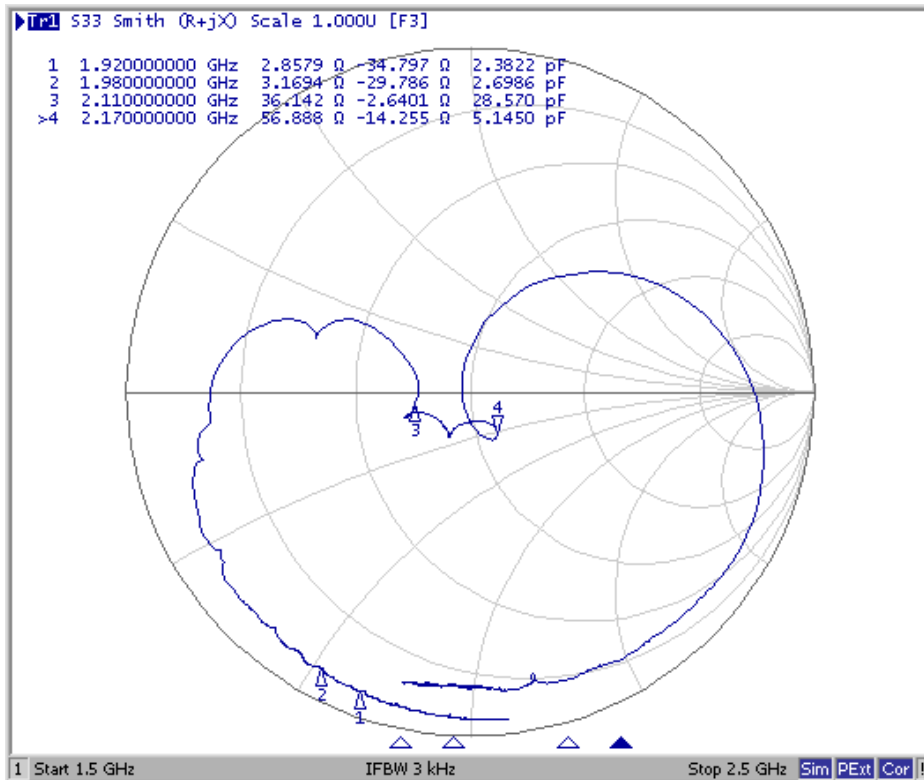 Tr1 S33 Smith (R+jX) Scale 1.000U [F3]
1 1.920000000 GHz 2.8579 Ω -34.797 Ω 2.3822 pF
2 1.980000000 GHz 3.1694 Ω -29.786 Ω 2.6986 pF
3 2.110000000 GHz 36.142 Ω -2.6401 Ω 28.570 pF
>4 2.170000000 GHz 56.888 Ω -14.255 Ω 5.1450 pF
4
3
2
1
1 Start 1.5 GHz IFBW 3 kHz Stop 2.5 GHz Sim PExt Cor